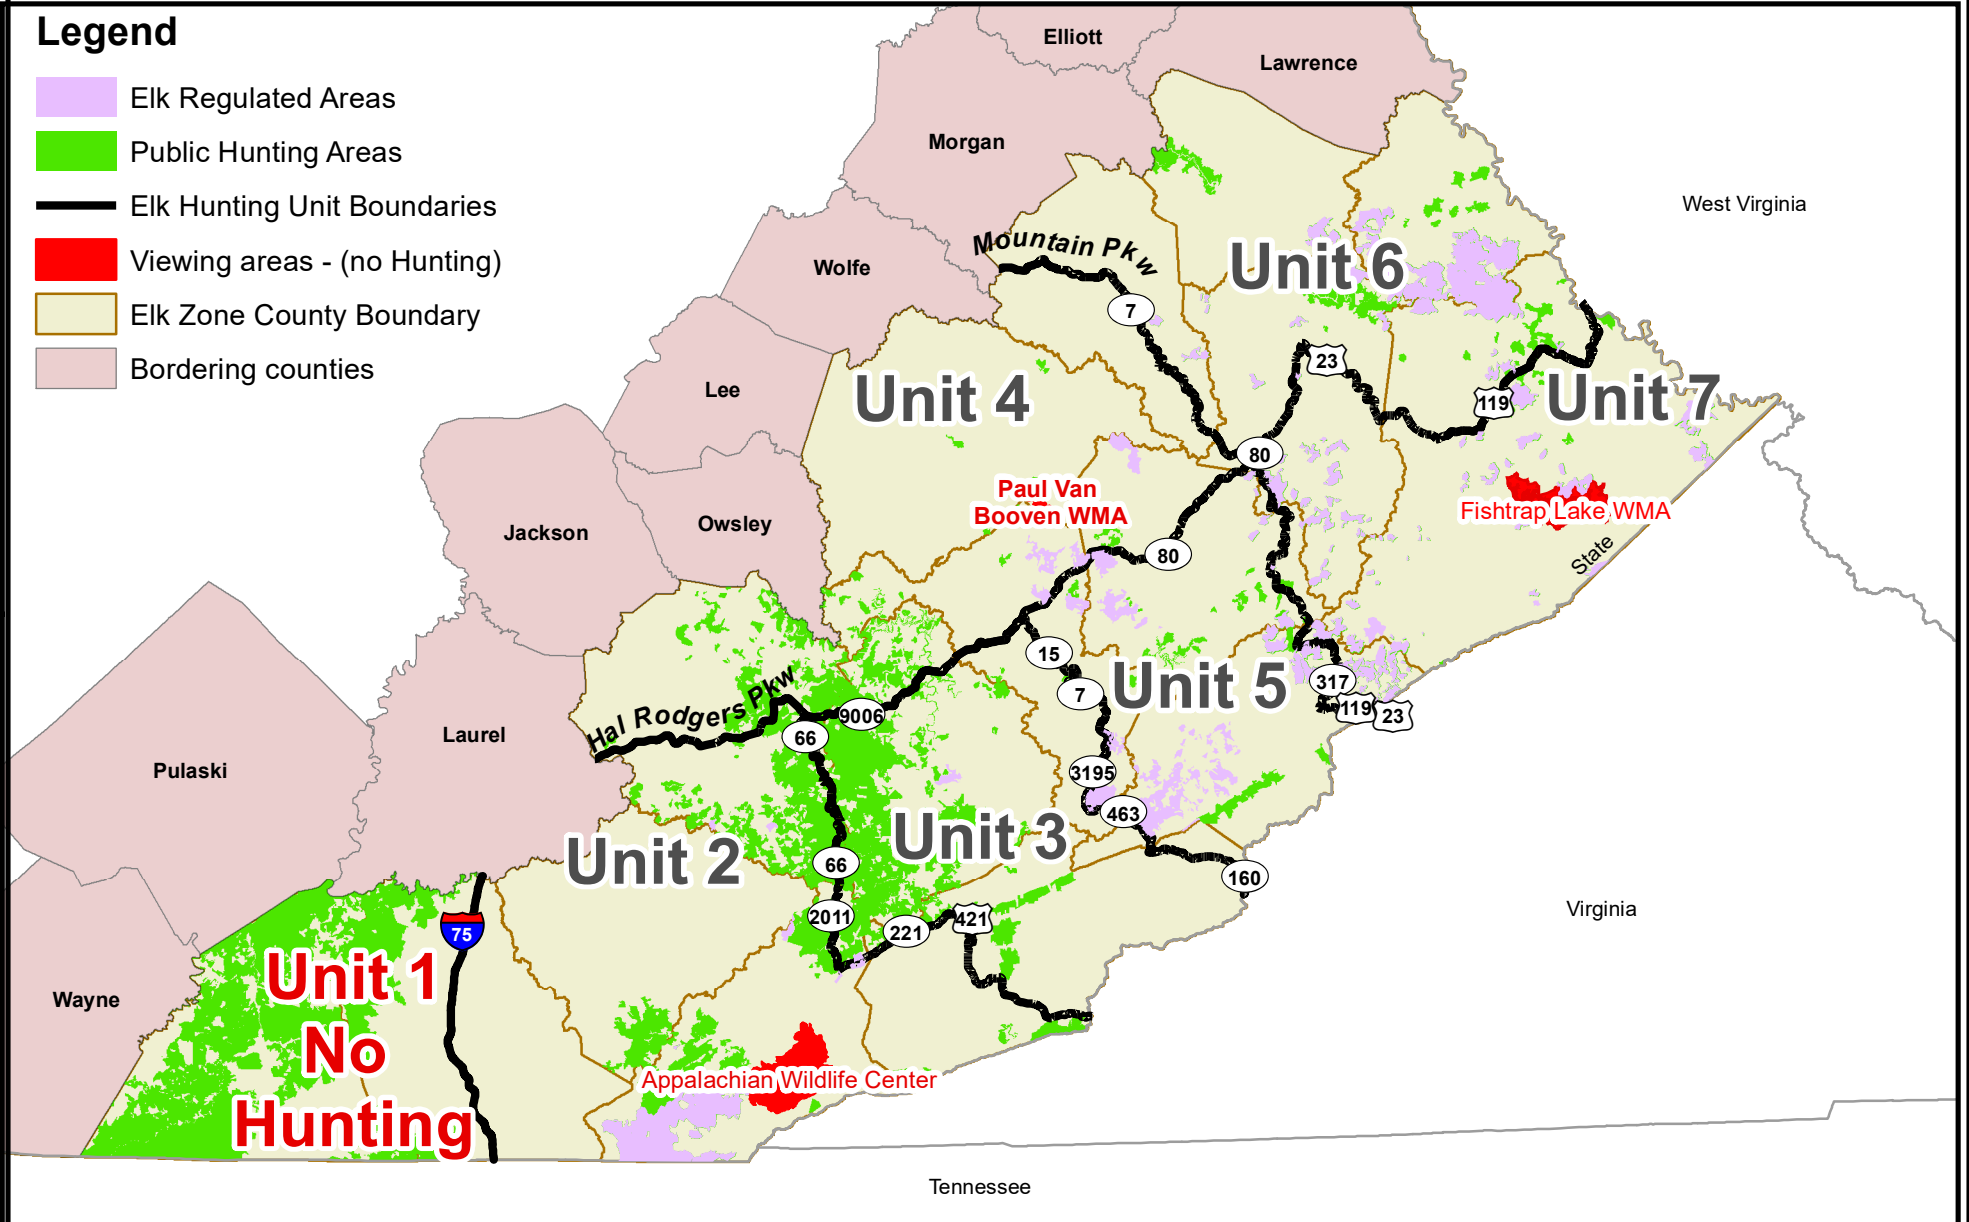 Legend
Elk Regulated Areas
Public Hunting Areas
Elk Hunting Unit Boundaries
Viewing areas - (no Hunting)
Elk Zone County Boundary
Bordering counties
Elliott
Lawrence
Morgan
West Virginia
Mountain Pkw
Wolfe
Unit 6
7
23
Lee
Unit 4
119
Unit 7
80
Paul Van
Booven WMA
Fishtrap Lake WMA
Owsley
Jackson
80
State
15
7
Unit 5
317
119
23
Hal Rodgers Pkw
9006
66
Laurel
Pulaski
3195
463
Unit 3
Unit 2
66
160
Virginia
2011
221
421
75
Unit 1
No
Hunting
Wayne
Appalachian Wildlife Center
Tennessee